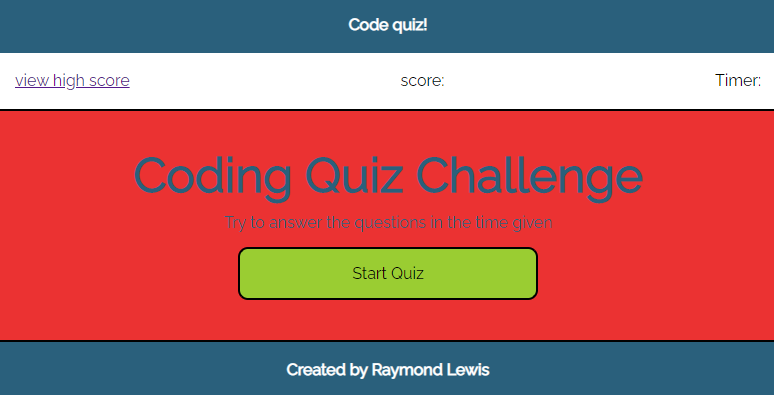 Code quiz!
view high score score: Timer:
Coding Quiz Challenge
Try to answer the questions in the time given
Start Quiz
Created by Raymond Lewis